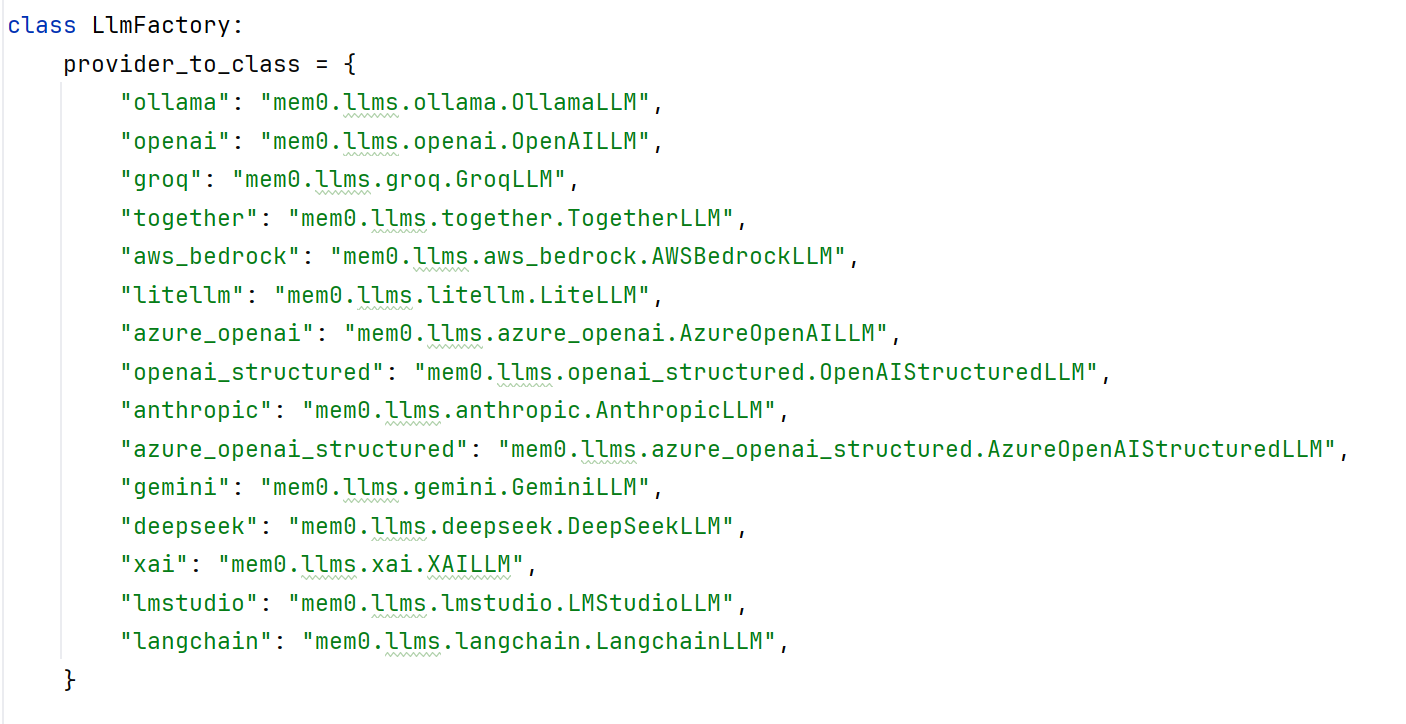 class LlmFactory:
    provider_to_class = {
        "ollama": "mem0.llms.ollama.OllamaLLM",
        "openai": "mem0.llms.openai.OpenAILLM",
        "groq": "mem0.llms.groq.GroqLLM",
        "together": "mem0.llms.together.TogetherLLM",
        "aws_bedrock": "mem0.llms.aws_bedrock.AWSBedrockLLM",
        "litellm": "mem0.llms.litellm.LiteLLM",
        "azure_openai": "mem0.llms.azure_openai.AzureOpenAILLM",
        "openai_structured": "mem0.llms.openai_structured.OpenAIStructuredLLM",
        "anthropic": "mem0.llms.anthropic.AnthropicLLM",
        "azure_openai_structured": "mem0.llms.azure_openai_structured.AzureOpenAIStructuredLLM",
        "gemini": "mem0.llms.gemini.GeminiLLM",
        "deepseek": "mem0.llms.deepseek.DeepSeekLLM",
        "xai": "mem0.llms.xai.XAILLM",
        "lmstudio": "mem0.llms.lmstudio.LMStudioLLM",
        "langchain": "mem0.llms.langchain.LangchainLLM",
    }